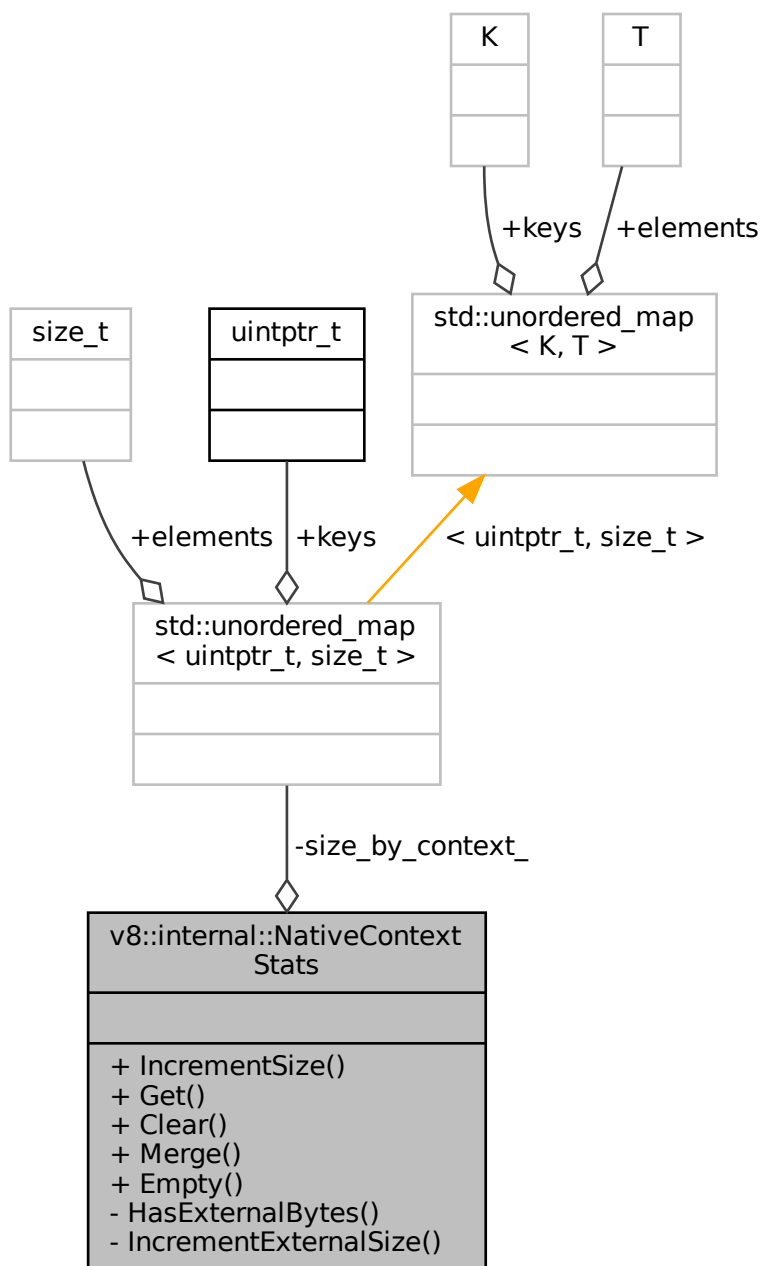 K
T
+keys
+elements
size_t
uintptr_t
std::unordered_map
< K, T >
+elements
+keys
< uintptr_t, size_t >
std::unordered_map
< uintptr_t, size_t >
-size_by_context_
v8::internal::NativeContext
Stats
+ IncrementSize()
+ Get()
+ Clear()
+ Merge()
+ Empty()
- HasExternalBytes()
- IncrementExternalSize()